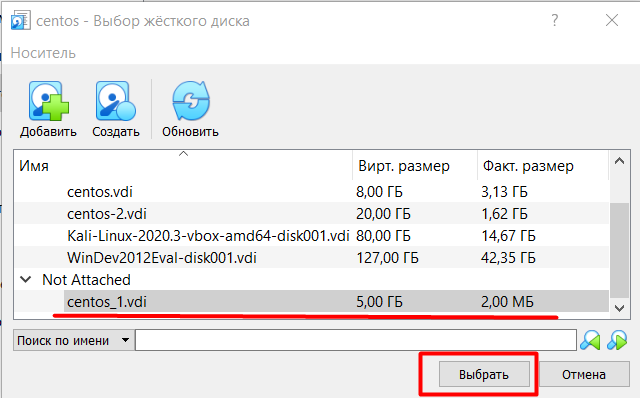 centos - Выбор жёсткого диска
Носитель
Добавить Создать Обновить
Имя Вирт. размер Факт. размер
centos.vdi 8,00 ГБ 3,13 ГБ
centos-2.vdi 20,00 ГБ 1,62 ГБ
Kali-Linux-2020.3-vbox-amd64-disk001.vdi 80,00 ГБ 14,67 ГБ
WinDev2012Eval-disk001.vdi 127,00 ГБ 42,35 ГБ
Not Attached
centos_1.vdi 5,00 ГБ 2,00 МБ
Поиск по имени
Выбрать Отмена